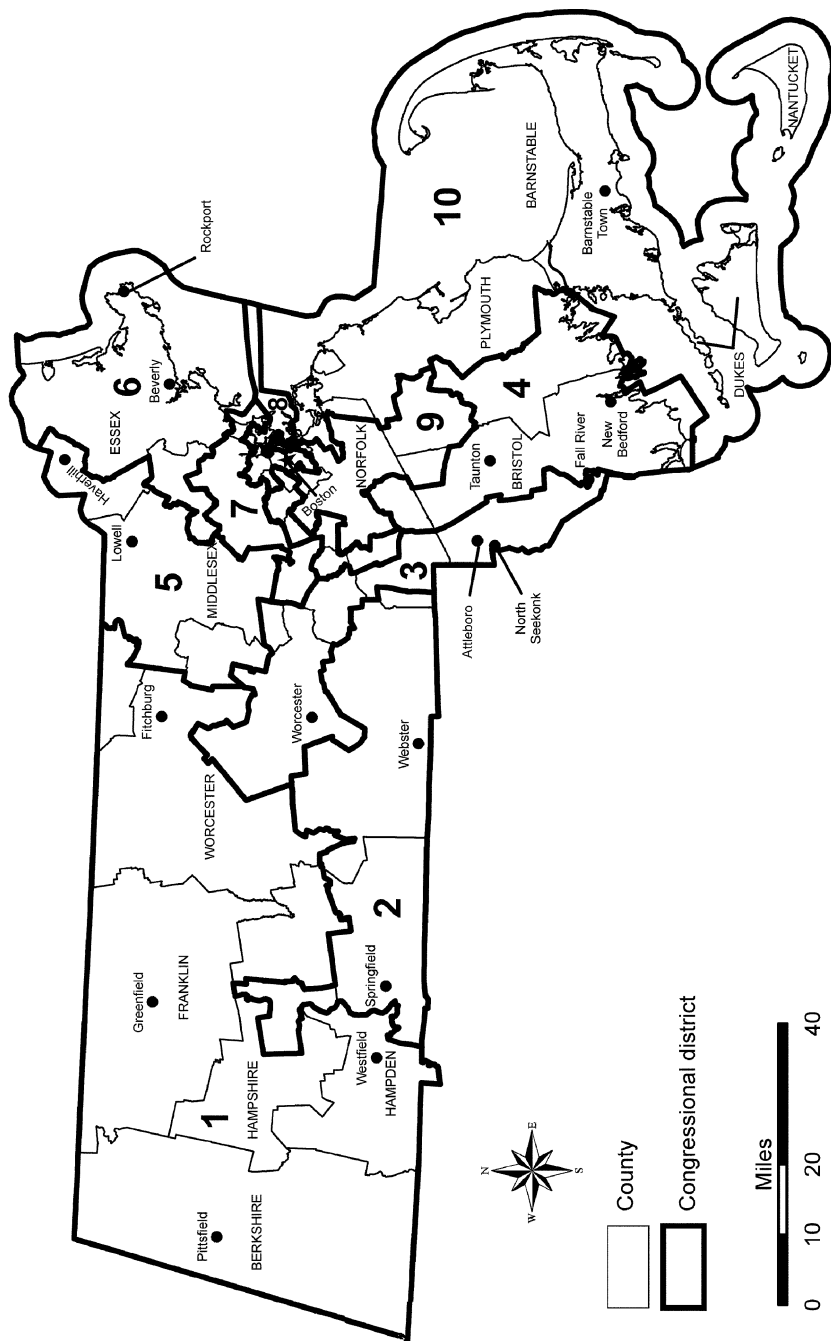 Pittsfield
BERKSHIRE
1
HAMPSHIRE
Westfield
HAMPDEN
Greenfield
FRANKLIN
Springfield
2
WORCESTER
Fitchburg
Worcester
Webster
Lowell
5
MIDDLESEX
Haverhill
ESSEX
6
Beverly
Rockport
7
8
Boston
NORFOLK
3
9
Attleboro
North
Seekonk
Taunton
BRISTOL
4
Fall River
New
Bedford
PLYMOUTH
10
BARNSTABLE
Barnstable
Town
DUKES
NANTUCKET
N
W
E
S
County
Congressional district
Miles
0
10
20
40